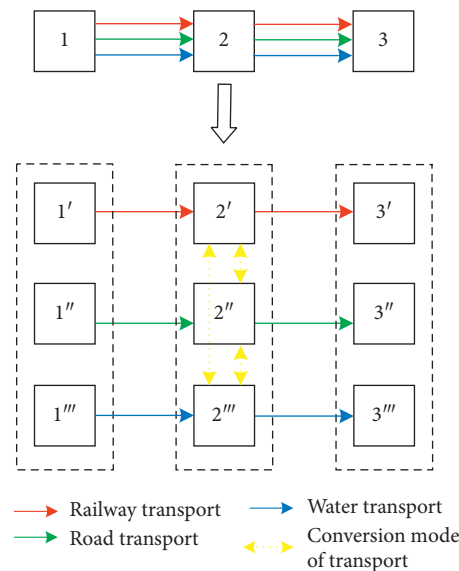 1 2 3
1′ 2′ 3′
1″ 2″ 3″
1‴ 2‴ 3‴
Railway transport
Water transport
Road transport
Conversion mode
of transport